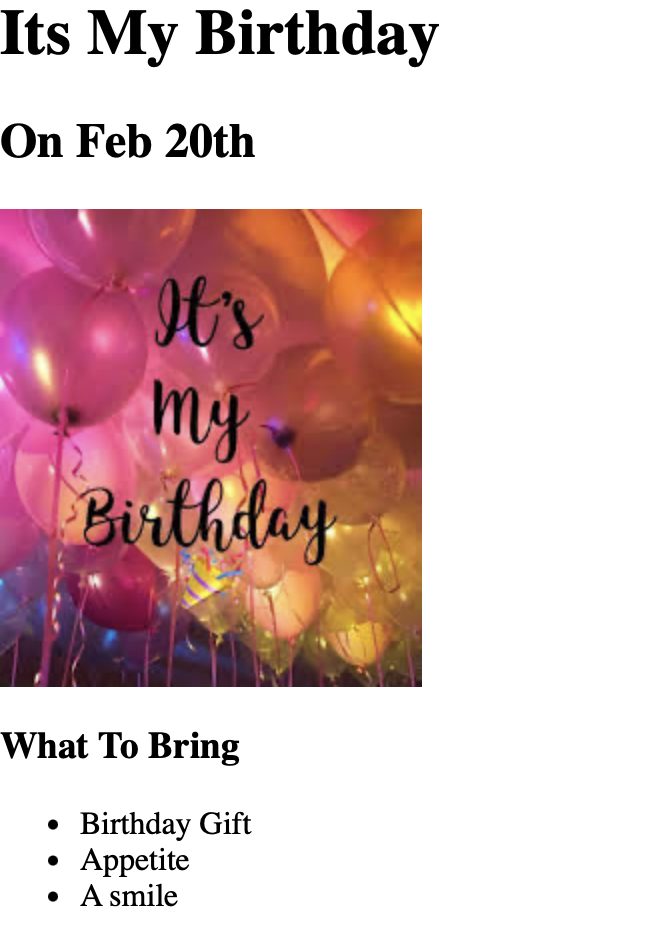 Its My Birthday
On Feb 20th
It's
My
Birthday
What To Bring
Birthday Gift
Appetite
A smile